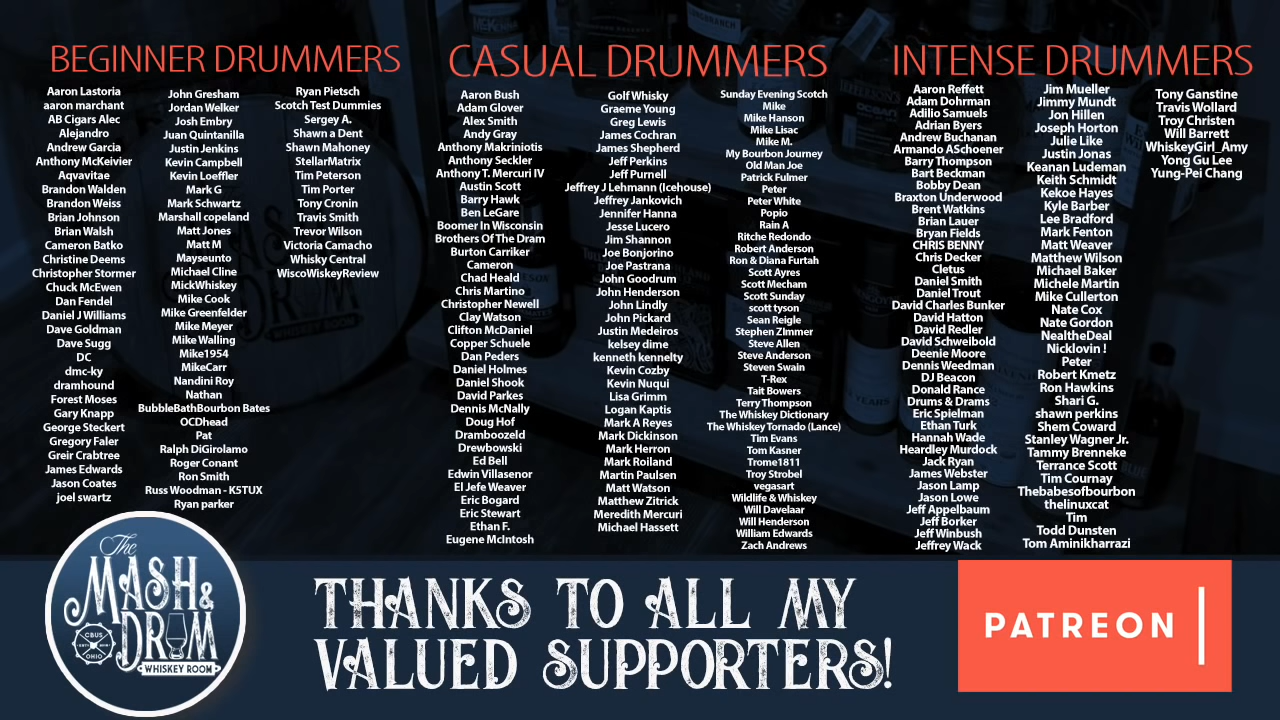 BEGINNER DRUMMERS
Aaron Lastoria
aaron marchant
AB Cigars Alec
Alejandro
Andrew Garcia
Anthony McKeivier
Aqvavitae
Brandon Walden
Brandon Weiss
Brian Johnson
Brian Walsh
Cameron Batko
Christine Deems
Christopher Stormer
Chuck McEwen
Dan Fendel
Daniel J Williams
Dave Goldman
Dave Sugg
DC
dmc-ky
dramhound
Forest Moses
Gary Knapp
George Steckert
Gregory Faler
Greir Crabtree
James Edwards
Jason Coates
joel swartz
John Gresham
Jordan Welker
Josh Embry
Juan Quintanilla
Justin Jenkins
Kevin Campbell
Kevin Loeffler
Mark G
Mark Schwartz
Marshall copeland
Matt Jones
Matt M
Mayseunto
Michael Cline
MickWhiskey
Mike Cook
Mike Greenfelder
Mike Meyer
Mike Walling
Mike1954
MikeCarr
Nandini Roy
Nathan
BubbleBathBourbon Bates
OCDhead
Pat
Ralph DiGirolamo
Roger Conant
Ron Smith
Russ Woodman - K5TUX
Ryan parker
Ryan Pietsch
Scotch Test Dummies
Sergey A.
Shawn a Dent
Shawn Mahoney
StellarMatrix
Tim Peterson
Tim Porter
Tony Cronin
Travis Smith
Trevor Wilson
Victoria Camacho
Whisky Central
WiscoWiskeyReview
CASUAL DRUMMERS
Aaron Bush
Adam Glover
Alex Smith
Andy Gray
Anthony Makriniotis
Anthony Seckler
Anthony T. Mercuri IV
Austin Scott
Barry Hawk
Ben LeGare
Boomer In Wisconsin
Brothers Of The Dram
Burton Carriker
Cameron
Chad Heald
Chris Martino
Christopher Newell
Clay Watson
Clifton McDaniel
Copper Schuele
Dan Peders
Daniel Holmes
Daniel Shook
David Parkes
Dennis McNally
Doug Hof
Dramboozeld
Drewbowski
Ed Bell
Edwin Villasenor
El Jefe Weaver
Eric Bogard
Eric Stewart
Ethan F.
Eugene McIntosh
Golf Whisky
Graeme Young
Greg Lewis
James Cochran
James Shepherd
Jeff Perkins
Jeff Purnell
Jeffrey J Lehmann (Icehouse)
Jeffrey Jankovich
Jennifer Hanna
Jesse Lucero
Jim Shannon
Joe Bonjorino
Joe Pastrana
John Goodrum
John Henderson
John Lindly
John Pickard
Justin Medeiros
kelsey dime
kenneth kennelty
Kevin Cozby
Kevin Nuqui
Lisa Grimm
Logan Kaptis
Mark A Reyes
Mark Dickinson
Mark Herron
Mark Roiland
Martin Paulsen
Matt Watson
Matthew Zitrick
Meredith Mercuri
Michael Hassett
Sunday Evening Scotch
Mike
Mike Hanson
Mike Lisac
Mike M.
My Bourbon Journey
Old Man Joe
Patrick Fulmer
Peter
Peter White
Popio
Rain A
Ritche Redondo
Robert Anderson
Ron & Diana Furtah
Scott Ayres
Scott Mecham
Scott Sunday
scott tyson
Sean Reigle
Stephen ZImmer
Steve Allen
Steve Anderson
Steven Swain
T-Rex
Tait Bowers
Terry Thompson
The Whiskey Dictionary
The Whiskey Tornado (Lance)
Tim Evans
Tom Kasner
Trome1811
Troy Strobel
vegasart
Wildlife & Whiskey
Will Davelaar
Will Henderson
William Edwards
Zach Andrews
INTENSE DRUMMERS
Aaron Reffett
Adam Dohrman
Adilio Samuels
Adrian Byers
Andrew Buchanan
Armando ASchoener
Barry Thompson
Bart Beckman
Bobby Dean
Braxton Underwood
Brent Watkins
Brian Lauer
Bryan Fields
CHRIS BENNY
Chris Decker
Cletus
Daniel Smith
Daniel Trout
David Charles Bunker
David Hatton
David Redler
David Schweibold
Deenie Moore
Dennis Weedman
DJ Beacon
Donald Rance
Drums & Drams
Eric Spielman
Ethan Turk
Hannah Wade
Heardley Murdock
Jack Ryan
James Webster
Jason Lamp
Jason Lowe
Jeff Appelbaum
Jeff Borker
Jeff Winbush
Jeffrey Wack
Jim Mueller
Jimmy Mundt
Jon Hillen
Joseph Horton
Julie Like
Justin Jonas
Keanan Ludeman
Keith Schmidt
Kekoe Hayes
Kyle Barber
Lee Bradford
Mark Fenton
Matt Weaver
Matthew Wilson
Michael Baker
Michele Martin
Mike Cullerton
Nate Cox
Nate Gordon
NealtheDeal
Nicklovin !
Peter
Robert Kmetz
Ron Hawkins
Shari G.
shawn perkins
Shem Coward
Stanley Wagner Jr.
Tammy Brenneke
Terrance Scott
Tim Cournay
Thebabesofbourbon
thelinuxcat
Tim
Todd Dunsten
Tom Aminikharrazi
Tony Ganstine
Travis Wollard
Troy Christen
Will Barrett
WhiskeyGirl_Amy
Yong Gu Lee
Yung-Pei Chang
The
MASH &
DRUM
CBUS
OHIO
WHISKEY ROOM
THANKS TO ALL MY
VALUED SUPPORTERS!
PATREON